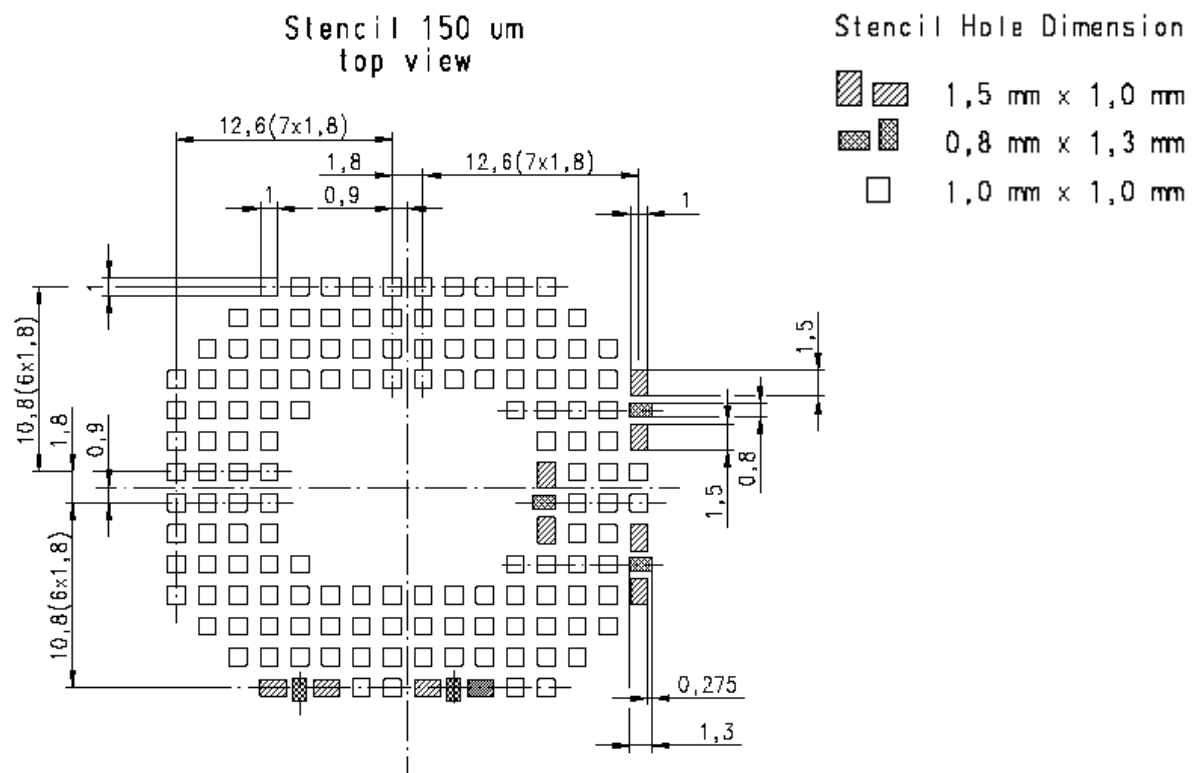 Stencil 150 um
top view
Stencil Hole Dimension
1,5 mm x 1,0 mm
0,8 mm x 1,3 mm
1,0 mm x 1,0 mm
12,6(7x1,8)
1,8
12,6(7x1,8)
1
0,9
1
1
10,8(6x1,8)
1,8
0,9
10,8(6x1,8)
1,5
0,8
1,5
0,275
1,3